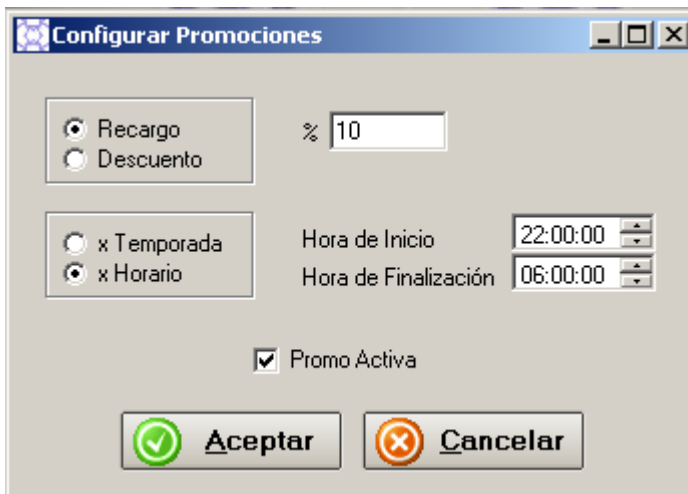 Configurar Promociones
Recargo
Descuento
% 10
x Temporada
x Horario
Hora de Inicio 22:00:00
Hora de Finalización 06:00:00
Promo Activa
Aceptar Cancelar